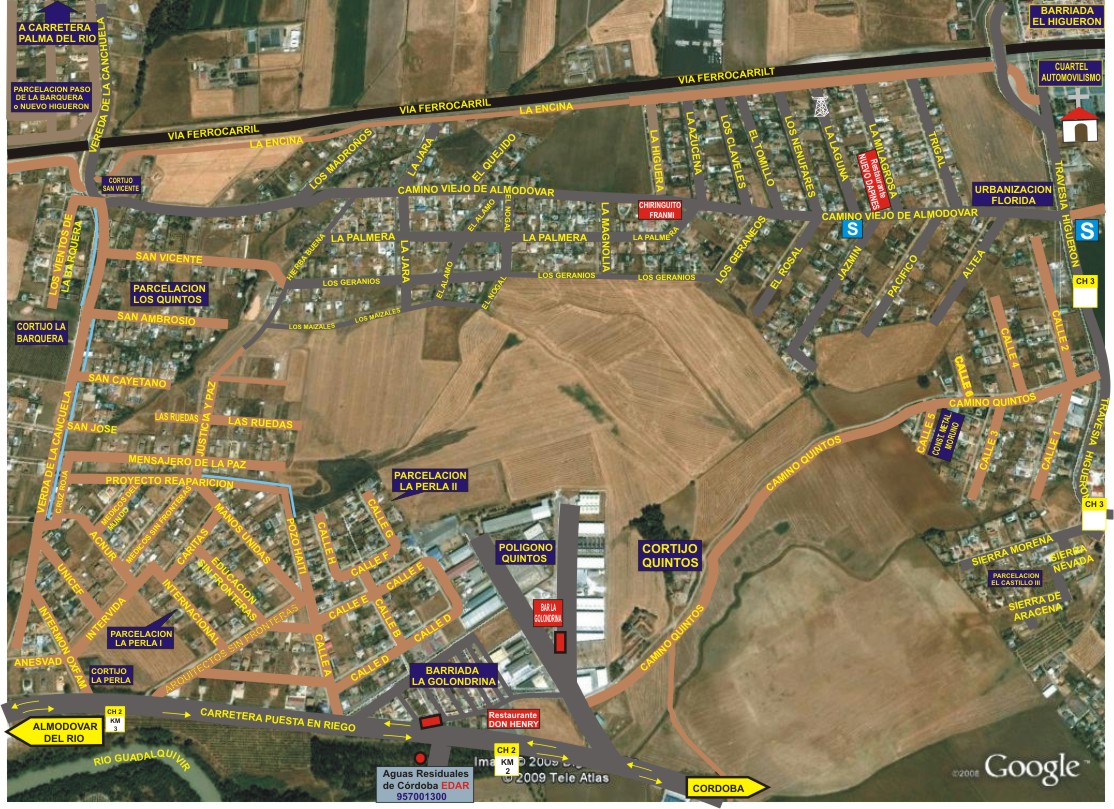 A CARRETERA
PALMA DEL RIO
VEREDA DE LA CANCHUELA
PARCELACION PASO
DE LA BARQUERA
o NUEVO HIGUERON
BARRIADA
EL HIGUERON
CUARTEL
AUTOMOVILISMO
VIA FERROCARRIL
VIA FERROCARRIL
VIA FERROCARRILT
LA ENCINA
LA ENCINA
LOS MADROÑOS
LA JARA
EL QUEJIDO
LA HIGUERA
LA AZUCENA
LOS CLAVELES
EL TOMILLO
LOS NENUFARES
LA LAGUNA
LA MILAGROSA
Restaurante
NUEVO DAPINES
TRIGAL
TRAVESIA HIGUERON
CORTIJO
SAN VICENTE
CAMINO VIEJO DE ALMODOVAR
CHIRINGUITO
FRANMI
URBANIZACION
FLORIDA
CAMINO VIEJO DE ALMODOVAR
S
S
LOS VIENTOS DE
LA BARQUERA
HIERBA BUENA
LA PALMERA
LA JARA
EL ALAMO
EL NOGAL
LA PALMERA
LA MAGNOLIA
LA PALMERA
LOS GERANEOS
EL ROSAL
JAZMIN
PACIFICO
ALTEA
SAN VICENTE
PARCELACION
LOS QUINTOS
LOS GERANIOS
EL ALAMO
EL NOGAL
LOS GERANIOS
LOS GERANIOS
CH 3
SAN AMBROSIO
LOS MAIZALES
LOS MAIZALES
CORTIJO LA
BARQUERA
CALLE 4
CALLE 2
SAN CAYETANO
JUSTICIA Y PAZ
CALLE 6
CAMINO QUINTOS
LAS RUEDAS
LAS RUEDAS
SAN JOSE
CALLE 5
CONST. METAL
MORUNO
CALLE 3
CALLE 1
TRAVESIA HIGUERON
VERDA DE LA CANCUELA
MENSAJERO DE LA PAZ
PROYECTO REAPARICION
CRUZ ROJA
PARCELACION
LA PERLA II
CAMINO QUINTOS
CH 3
MEDICOS DEL
MUNDO
MEDICOS SIN FRONTERAS
ACNUR
CARITAS
MANOS UNIDAS
POZO HAITI
CALLE H
CALLE G
CALLE F
CALLE E
POLIGONO
QUINTOS
CORTIJO
QUINTOS
SIERRA MORENA
SIERRA
NEVADA
PARCELACION
EL CASTILLO III
SIERRA DE
ARACENA
UNICEF
INTERVIDA
INTERNACIONAL
EDUCACION
SIN FRONTERAS
CALLE E
CALLE B
CALLE D
BAR LA
GOLONDRINA
CAMINO QUINTOS
INTERMON OXFAM
PARCELACION
LA PERLA I
ARQUITECTOS SIN FRONTERAS
CALLE A
CALLE D
ANESVAD
CORTIJO
LA PERLA
BARRIADA
LA GOLONDRINA
ALMODOVAR
DEL RIO
CH 2
KM
3
CARRETERA PUESTA EN RIEGO
Restaurante
DON HENRY
CH 2
KM
2
RIO GUADALQUIVIR
Aguas Residuales
de Córdoba EDAR
957001300
© 2009
© 2009 Tele Atlas
CORDOBA
©2008 Google